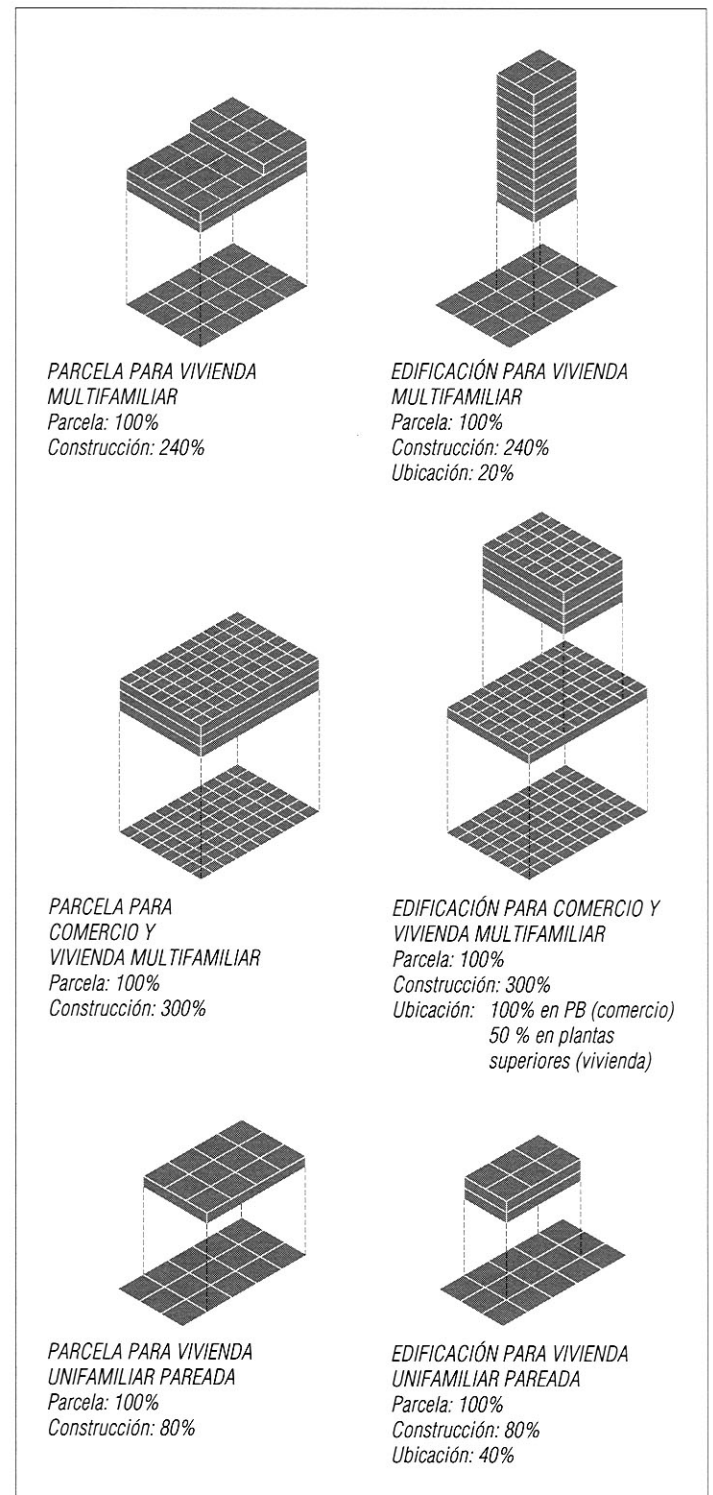 PARCELA PARA VIVIENDA
MULTIFAMILIAR
Parcela: 100%
Construcción: 240%
EDIFICACIÓN PARA VIVIENDA
MULTIFAMILIAR
Parcela: 100%
Construcción: 240%
Ubicación: 20%
PARCELA PARA
COMERCIO Y
VIVIENDA MULTIFAMILIAR
Parcela: 100%
Construcción: 300%
EDIFICACIÓN PARA COMERCIO Y
VIVIENDA MULTIFAMILIAR
Parcela: 100%
Construcción: 300%
Ubicación: 100% en PB (comercio)
50 % en plantas
superiores (vivienda)
PARCELA PARA VIVIENDA
UNIFAMILIAR PAREADA
Parcela: 100%
Construcción: 80%
EDIFICACIÓN PARA VIVIENDA
UNIFAMILIAR PAREADA
Parcela: 100%
Construcción: 80%
Ubicación: 40%